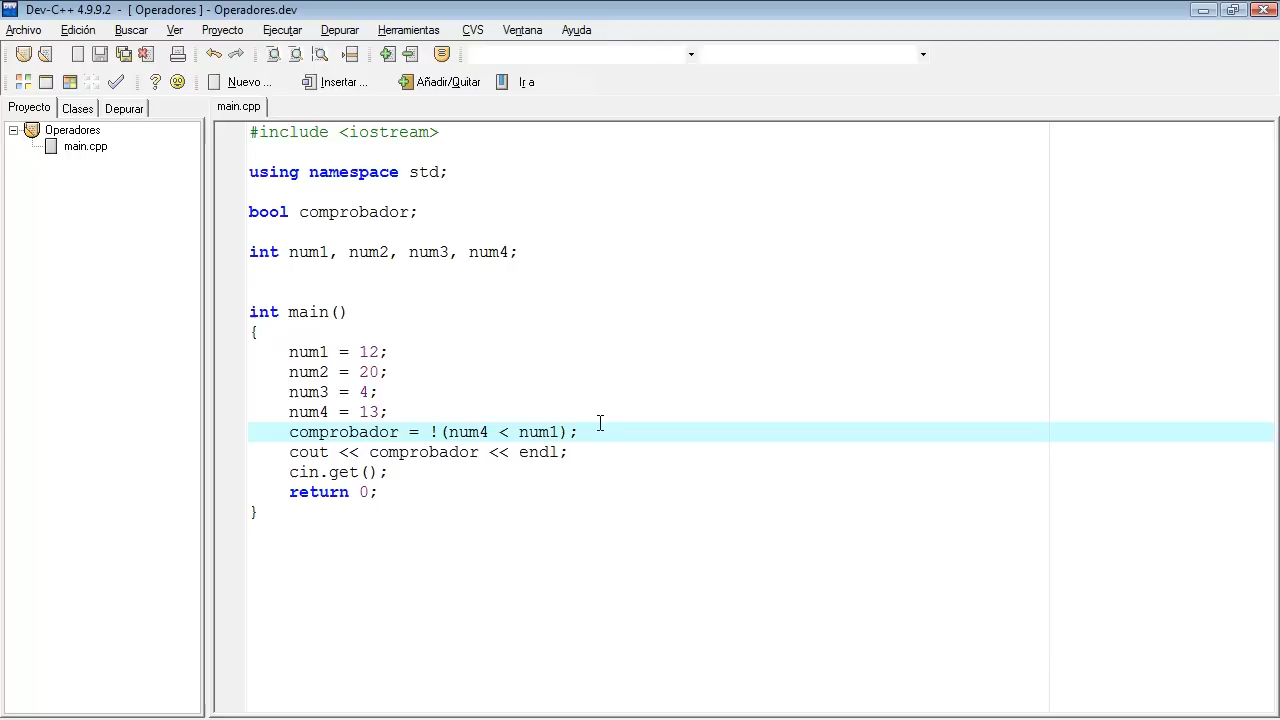 Dev-C++ 4.9.9.2 - [ Operadores ] - Operadores.dev
Archivo Edición Buscar Ver Proyecto Ejecutar Depurar Herramientas CVS Ventana Ayuda
Nuevo ... Insertar ... Añadir/Quitar Ir a
Proyecto Clases Depurar main.cpp
Operadores
main.cpp
#include <iostream>
using namespace std;
bool comprobador;
int num1, num2, num3, num4;
int main()
{
num1 = 12;
num2 = 20;
num3 = 4;
num4 = 13;
comprobador = !(num4 < num1);
cout << comprobador << endl;
cin.get();
return 0;
}